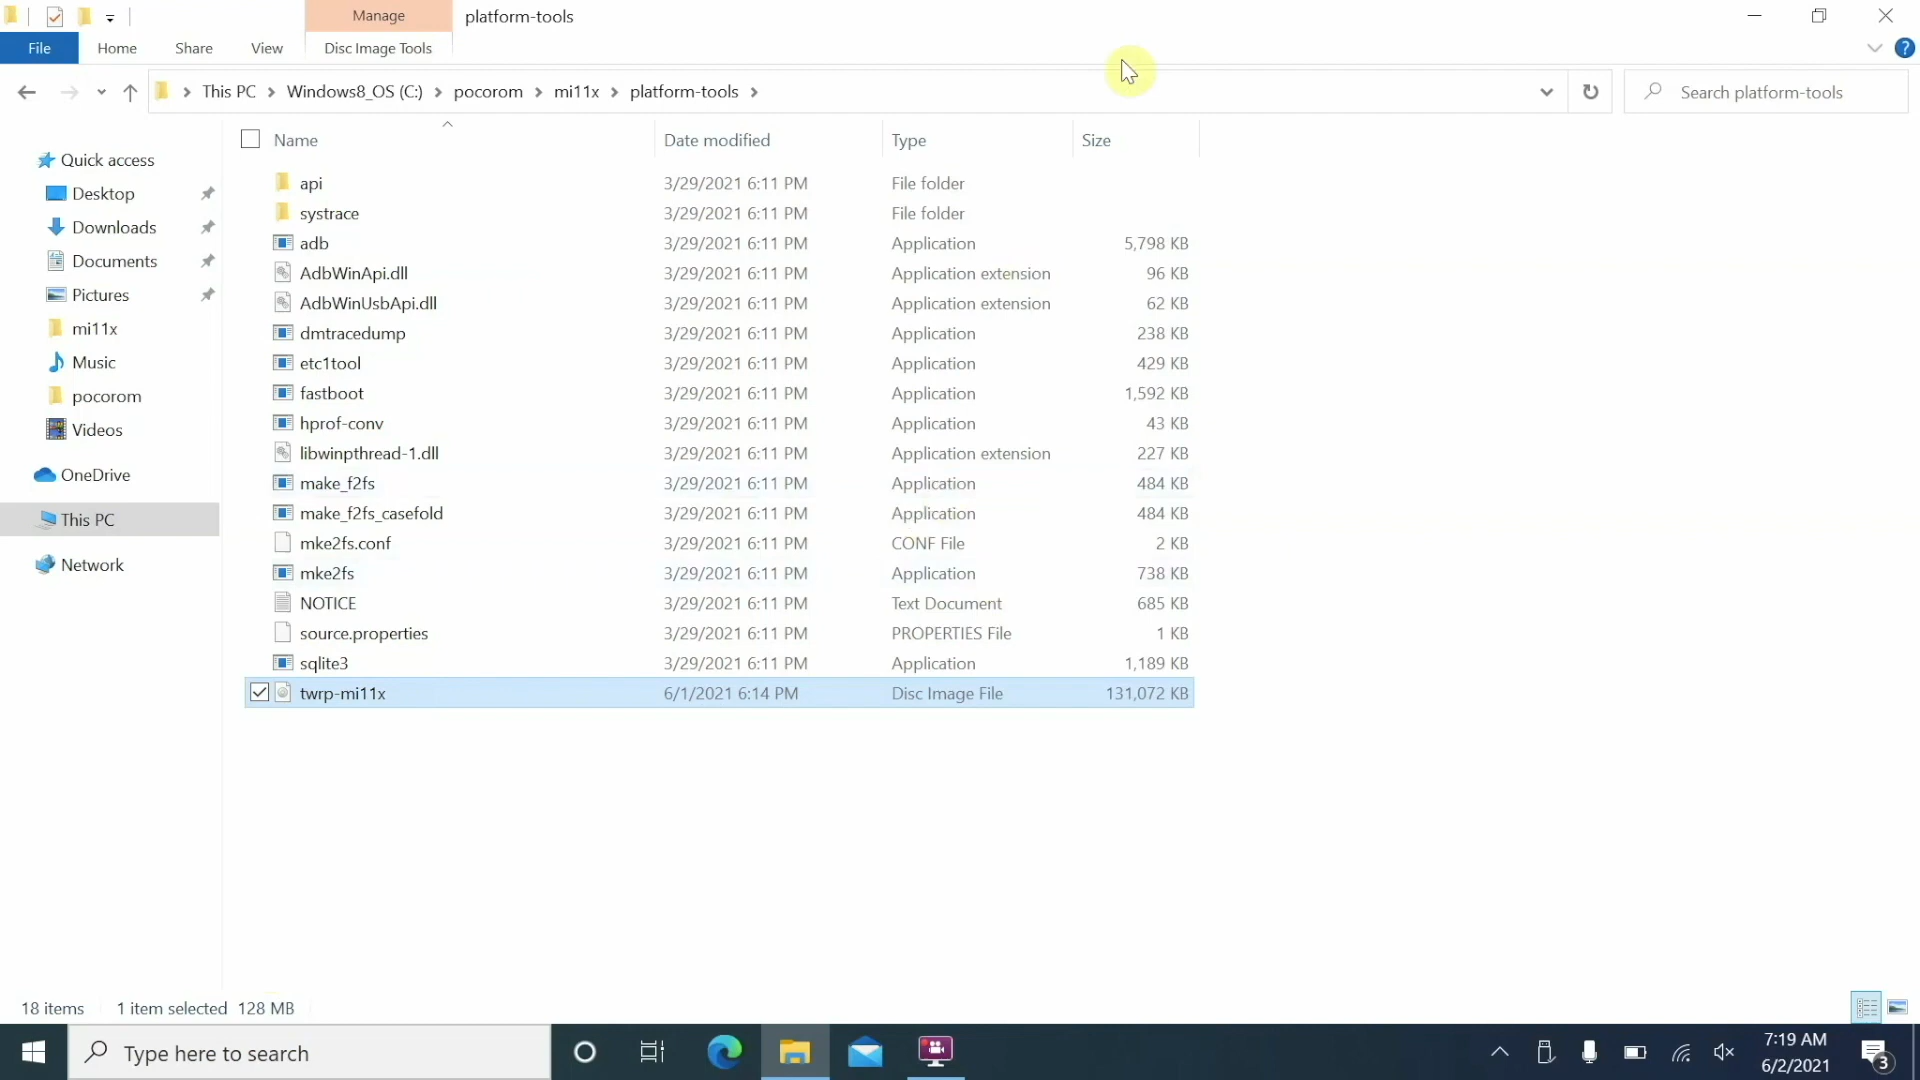 Manage platform-tools
File Home Share View Disc Image Tools
This PC Windows8_OS (C:) pocorom mi11x platform-tools Search platform-tools
Name Date modified Type Size
Quick access
Desktop
Downloads
Documents
Pictures
mi11x
Music
pocorom
Videos
OneDrive
This PC
Network
api 3/29/2021 6:11 PM File folder
systrace 3/29/2021 6:11 PM File folder
adb 3/29/2021 6:11 PM Application 5,798 KB
AdbWinApi.dll 3/29/2021 6:11 PM Application extension 96 KB
AdbWinUsbApi.dll 3/29/2021 6:11 PM Application extension 62 KB
dmtracedump 3/29/2021 6:11 PM Application 238 KB
etc1tool 3/29/2021 6:11 PM Application 429 KB
fastboot 3/29/2021 6:11 PM Application 1,592 KB
hprof-conv 3/29/2021 6:11 PM Application 43 KB
libwinpthread-1.dll 3/29/2021 6:11 PM Application extension 227 KB
make_f2fs 3/29/2021 6:11 PM Application 484 KB
make_f2fs_casefold 3/29/2021 6:11 PM Application 484 KB
mke2fs.conf 3/29/2021 6:11 PM CONF File 2 KB
mke2fs 3/29/2021 6:11 PM Application 738 KB
NOTICE 3/29/2021 6:11 PM Text Document 685 KB
source.properties 3/29/2021 6:11 PM PROPERTIES File 1 KB
sqlite3 3/29/2021 6:11 PM Application 1,189 KB
twrp-mi11x 6/1/2021 6:14 PM Disc Image File 131,072 KB
18 items 1 item selected 128 MB
Type here to search
7:19 AM
6/2/2021
3